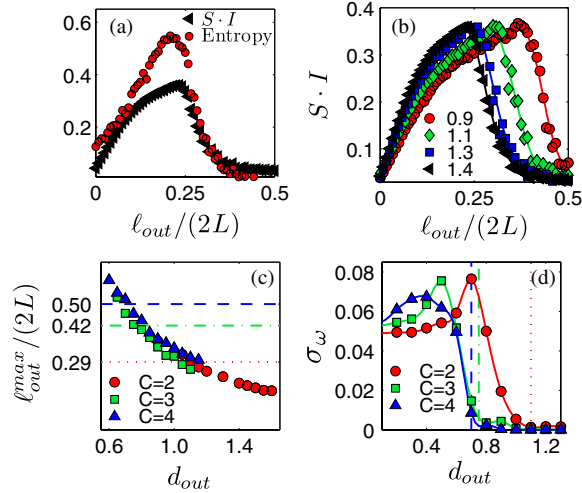 (a)
S · I
Entropy
0.6
0.4
0.2
0
0.25
0.5
ℓ_out/(2L)
(b)
S · I
0.4
0.3
0.2
0.1
0.9
1.1
1.3
1.4
0
0.25
0.5
ℓ_out/(2L)
(c)
ℓ^max_out/(2L)
0.50
0.42
0.29
C=2
C=3
C=4
0.6
1.0
1.4
d_out
(d)
σ_ω
0.08
0.06
0.04
0.02
0
C=2
C=3
C=4
0.4
0.8
1.2
d_out